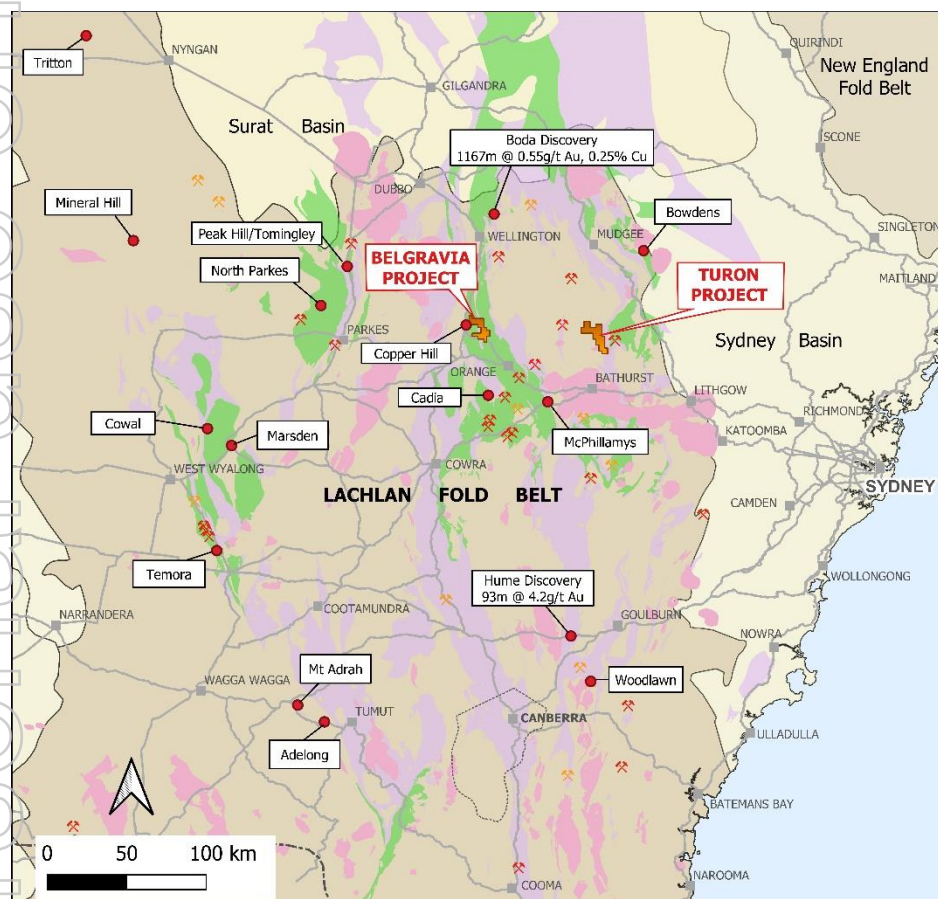 NYNGAN
QUIRINDI
Tritton
New England
Fold Belt
GILGANDRA
Surat Basin
SCONE
Boda Discovery
1167m @ 0.55g/t Au, 0.25% Cu
DUBBO
Mineral Hill
Bowdens
Peak Hill/Tomingley
WELLINGTON
MUDGEE
SINGLETON
BELGRAVIA
PROJECT
North Parkes
TURON
PROJECT
MAITLAND
PARKES
Copper Hill
Sydney Basin
ORANGE
BATHURST
LITHGOW
Cadia
RICHMOND
Cowal
Marsden
McPhillamys
KATOOMBA
WEST WYALONG
COWRA
SYDNEY
LACHLAN FOLD BELT
CAMDEN
Temora
Hume Discovery
93m @ 4.2g/t Au
WOLLONGONG
NARRANDERA
COOTAMUNDRA
GOULBURN
NOWRA
Mt Adrah
WAGGA WAGGA
Woodlawn
TUMUT
CANBERRA
ULLADULLA
Adelong
BATEMANS BAY
0 50 100 km
COOMA
NAROOMA